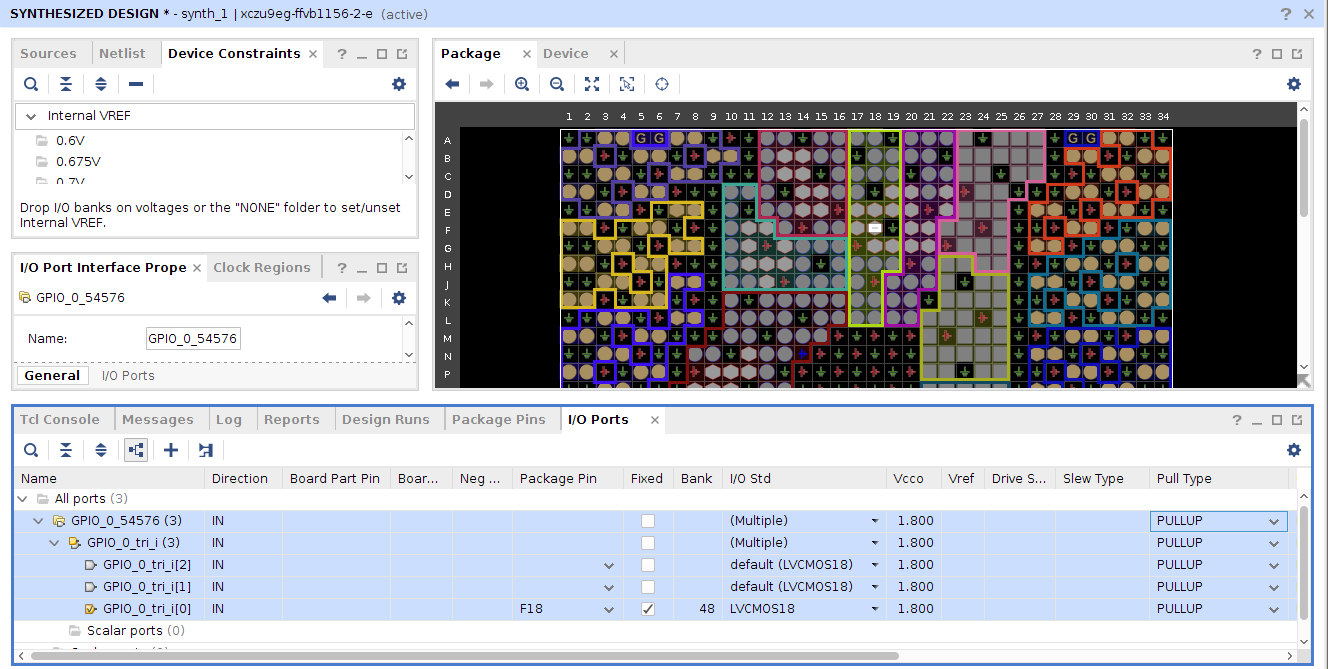 SYNTHESIZED DESIGN * - synth_1 | xczu9eg-ffvb1156-2-e (active)
Sources Netlist Device Constraints
Internal VREF
0.6V
0.675V
0.7V
Drop I/O banks on voltages or the "NONE" folder to set/unset
Internal VREF.
I/O Port Interface Prope Clock Regions
GPIO_0_54576
Name: GPIO_0_54576
General I/O Ports
Package Device
1 2 3 4 5 6 7 8 9 10 11 12 13 14 15 16 17 18 19 20 21 22 23 24 25 26 27 28 29 30 31 32 33 34
A G G G G
B
C
D
E
F
G
H
J
K
L
M
N
P
Tcl Console Messages Log Reports Design Runs Package Pins I/O Ports
Name Direction Board Part Pin Boar... Neg ... Package Pin Fixed Bank I/O Std Vcco Vref Drive S... Slew Type Pull Type
All ports (3)
GPIO_0_54576 (3) IN (Multiple) 1.800 PULLUP
GPIO_0_tri_i (3) IN (Multiple) 1.800 PULLUP
GPIO_0_tri_i[2] IN default (LVCMOS18) 1.800 PULLUP
GPIO_0_tri_i[1] IN default (LVCMOS18) 1.800 PULLUP
GPIO_0_tri_i[0] IN F18 48 LVCMOS18 1.800 PULLUP
Scalar ports (0)